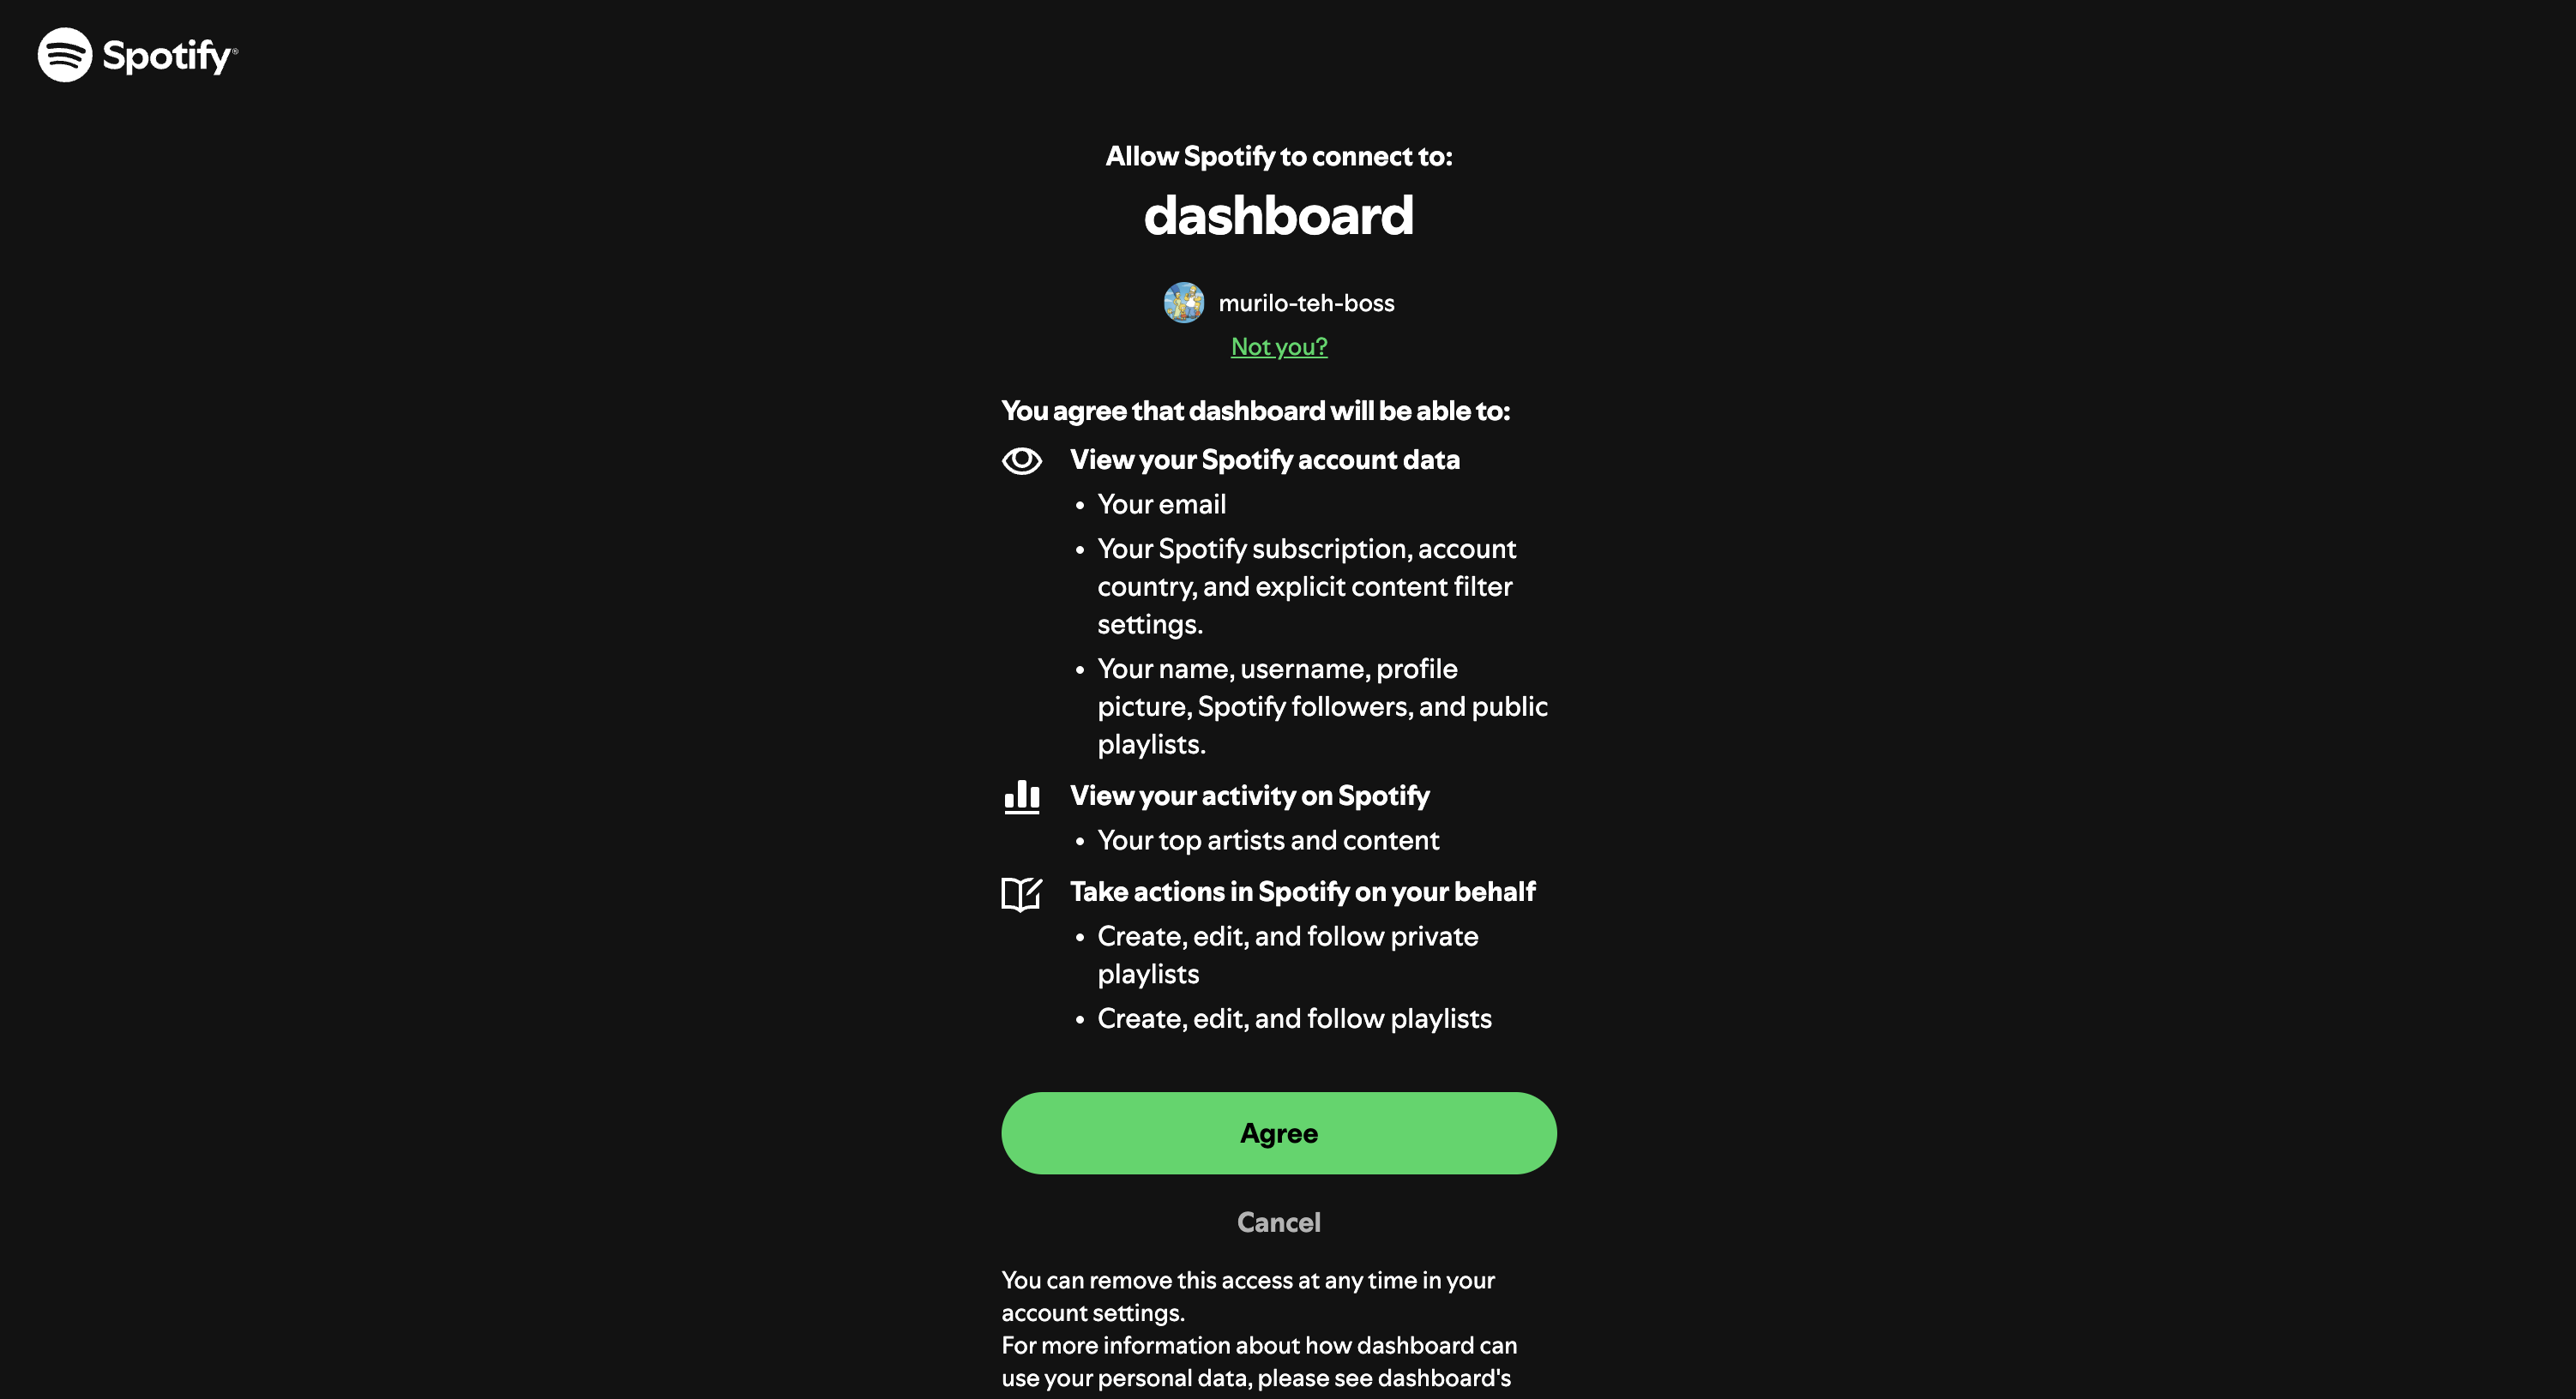 Spotify®
Allow Spotify to connect to:
dashboard
murilo-teh-boss
Not you?
You agree that dashboard will be able to:
View your Spotify account data
• Your email
• Your Spotify subscription, account
country, and explicit content filter
settings.
• Your name, username, profile
picture, Spotify followers, and public
playlists.
View your activity on Spotify
• Your top artists and content
Take actions in Spotify on your behalf
• Create, edit, and follow private
playlists
• Create, edit, and follow playlists
Agree
Cancel
You can remove this access at any time in your
account settings.
For more information about how dashboard can
use your personal data, please see dashboard's